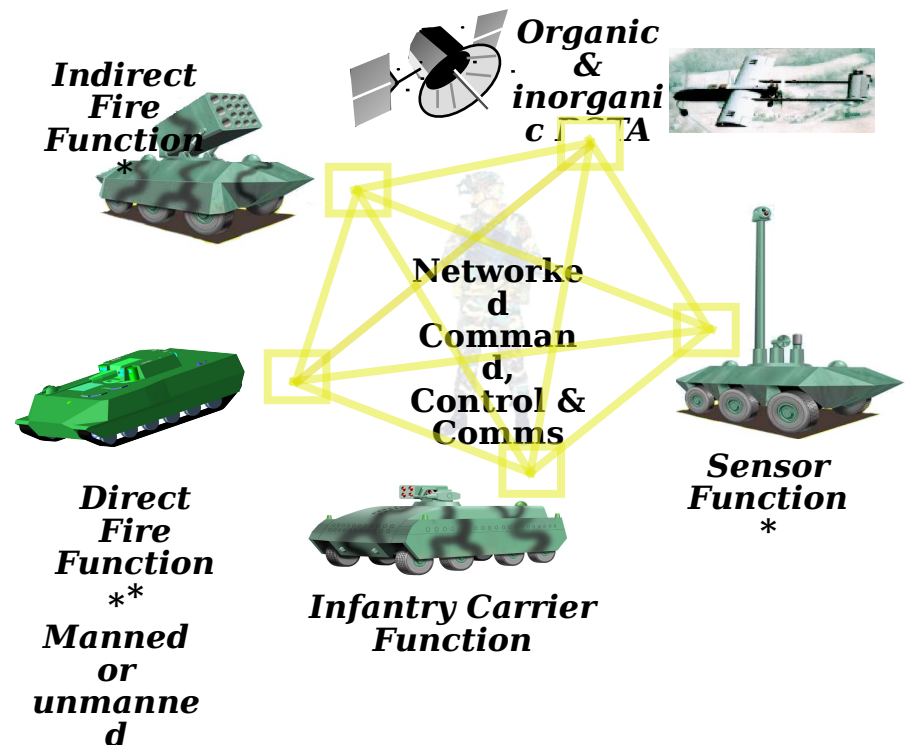 Indirect
Fire
Function
*
Organic
&
inorgani
c
Networke
d
Comman
d,
Control &
Comms
Sensor
Function
*
Direct
Fire
Function
**
Manned
or
unmanne
d
Infantry Carrier
Function